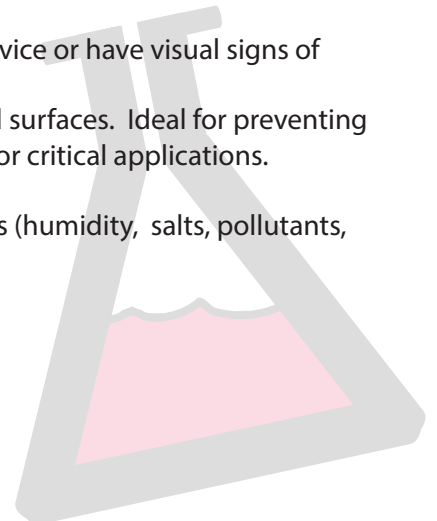 vice or have visual signs of
surfaces. Ideal for preventing
or critical applications.
s (humidity, salts, pollutants,